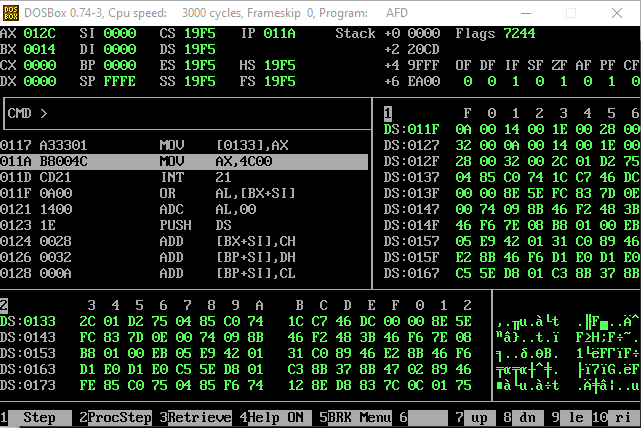 DOSBox 0.74-3, Cpu speed: 3000 cycles, Frameskip 0, Program: AFD
AX 012C SI 0000 CS 19F5 IP 011A Stack +0 0000 Flags 7244
BX 0014 DI 0000 DS 19F5 +2 20CD
CX 0000 BP 0000 ES 19F5 HS 19F5 +4 9FFF OF DF IF SF ZF AF PF CF
DX 0000 SP FFFE SS 19F5 FS 19F5 +6 EA00 0 0 1 0 1 0 1 0
CMD >
1 F 0 1 2 3 4 5 6
DS:011F 0A 00 14 00 1E 00 28 00
0117 A33301 MOV [0133],AX DS:0127 32 00 0A 00 14 00 1E 00
011A B8004C MOV AX,4C00 DS:012F 28 00 32 00 2C 01 D2 75
011D CD21 INT 21 DS:0137 04 85 C0 74 1C C7 46 DC
011F 0A00 OR AL,[BX+SI] DS:013F 00 00 8E 5E FC 83 7D 0E
0121 1400 ADC AL,00 DS:0147 00 74 09 8B 46 F2 48 3B
0123 1E PUSH DS DS:014F 46 F6 7E 08 B8 01 00 EB
0124 0028 ADD [BX+SI],CH DS:0157 05 E9 42 01 31 C0 89 46
0126 0032 ADD [BP+SI],DH DS:015F E2 8B 46 F6 D1 E0 D1 E0
0128 000A ADD [BP+SI],CL DS:0167 C5 5E D8 01 C3 8B 37 8B
2 3 4 5 6 7 8 9 A B C D E F 0 1 2
DS:0133 2C 01 D2 75 04 85 C0 74 1C C7 46 DC 00 00 8E 5E
DS:0143 FC 83 7D 0E 00 74 09 8B 46 F2 48 3B 46 F6 7E 08
DS:0153 B8 01 00 EB 05 E9 42 01 31 C0 89 46 E2 8B 46 F6
DS:0163 D1 E0 D1 E0 C5 5E D8 01 C3 8B 37 8B 47 02 89 46
DS:0173 FE 85 C0 75 04 85 F6 74 12 8E D8 83 7C 0C 01 75
1 Step 2 ProcStep 3 Retrieve 4 Help ON 5 BRK Menu 6 7 up 8 dn 9 le 10 ri